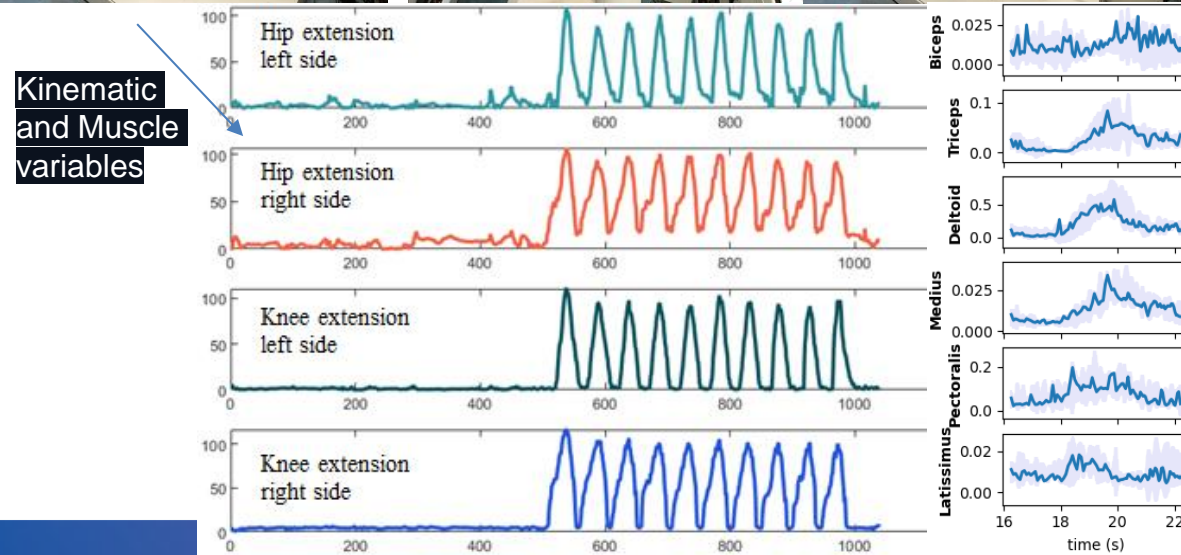 Kinematic
and Muscle
variables
100
50
0
Hip extension
left side
0 200 400 600 800 1000
100
50
0
Hip extension
right side
0 200 400 600 800 1000
100
50
0
Knee extension
left side
0 200 400 600 800 1000
100
50
0
Knee extension
right side
0 200 400 600 800 1000
Biceps
0.025
0.000
Triceps
0.1
0.0
Deltoid
0.5
0.0
Medius
0.025
0.000
Pectoralis
0.2
0.0
Latissimus
0.02
0.00
16 18 20 22
time (s)